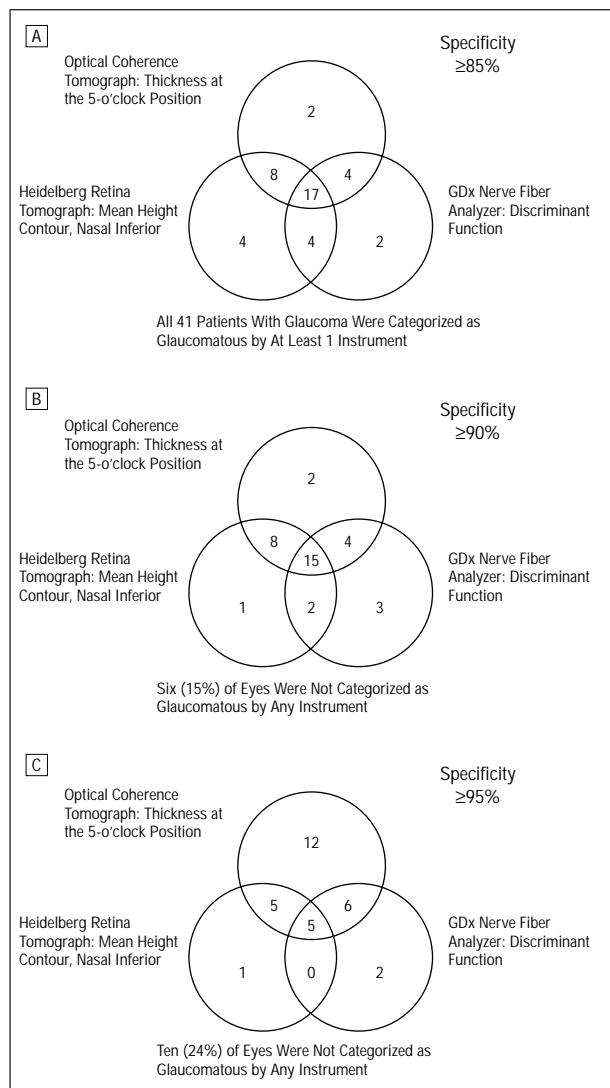 A
Specificity
≥85%
Optical Coherence
Tomograph: Thickness at
the 5-o’clock Position
2
8
4
17
Heidelberg Retina
Tomograph: Mean Height
Contour, Nasal Inferior
GDx Nerve Fiber
Analyzer: Discriminant
Function
4
4
2
All 41 Patients With Glaucoma Were Categorized as
Glaucomatous by At Least 1 Instrument
B
Specificity
≥90%
Optical Coherence
Tomograph: Thickness at
the 5-o’clock Position
2
8
4
15
Heidelberg Retina
Tomograph: Mean Height
Contour, Nasal Inferior
GDx Nerve Fiber
Analyzer: Discriminant
Function
1
2
3
Six (15%) of Eyes Were Not Categorized as
Glaucomatous by Any Instrument
C
Specificity
≥95%
Optical Coherence
Tomograph: Thickness at
the 5-o’clock Position
12
5
6
5
Heidelberg Retina
Tomograph: Mean Height
Contour, Nasal Inferior
GDx Nerve Fiber
Analyzer: Discriminant
Function
1
0
2
Ten (24%) of Eyes Were Not Categorized as
Glaucomatous by Any Instrument